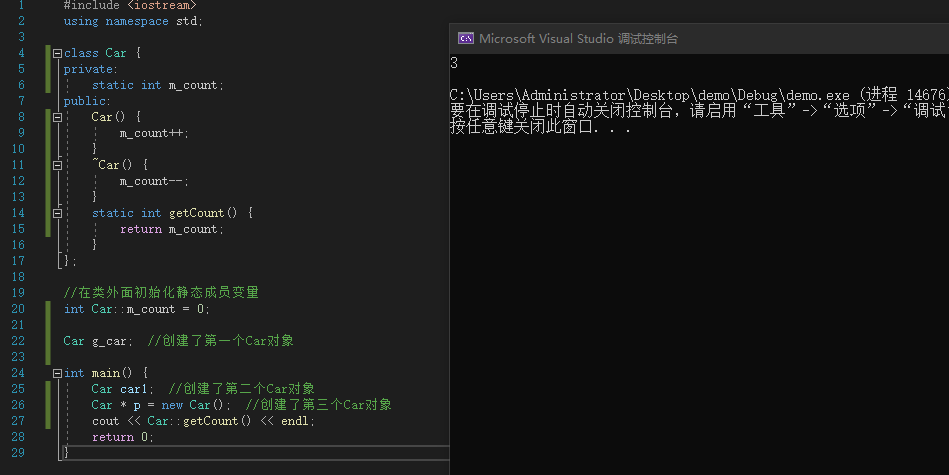 1 #include <iostream>
2 using namespace std;
3
4 class Car {
5 private:
6 static int m_count;
7 public:
8 Car() {
9 m_count++;
10 }
11 ~Car() {
12 m_count--;
13 }
14 static int getCount() {
15 return m_count;
16 }
17 };
18
19 //在类外面初始化静态成员变量
20 int Car::m_count = 0;
21
22 Car g_car; //创建了第一个Car对象
23
24 int main() {
25 Car car1; //创建了第二个Car对象
26 Car * p = new Car(); //创建了第三个Car对象
27 cout << Car::getCount() << endl;
28 return 0;
29 }
Microsoft Visual Studio 调试控制台
3
C:\Users\Administrator\Desktop\demo\Debug\demo.exe (进程 14676)
要在调试停止时自动关闭控制台，请启用“工具”->“选项”->“调试
按任意键关闭此窗口. . .